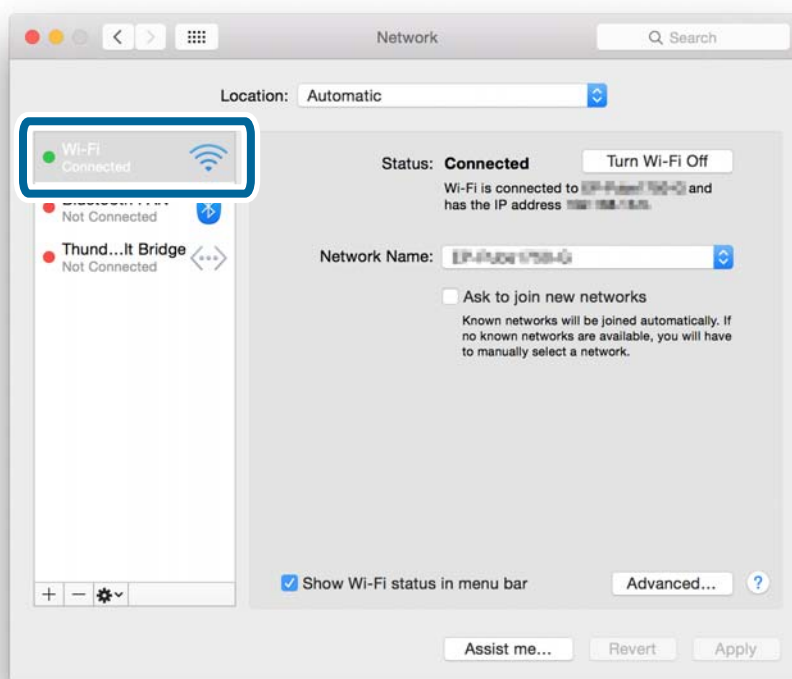 Network
Search
Location: Automatic
Wi-Fi
Connected
Not Connected
Thund...lt Bridge
Not Connected
Status: Connected
Turn Wi-Fi Off
Wi-Fi is connected to and
has the IP address
Network Name:
Ask to join new networks
Known networks will be joined automatically. If
no known networks are available, you will have
to manually select a network.
Show Wi-Fi status in menu bar
Advanced...
?
Assist me...
Revert
Apply